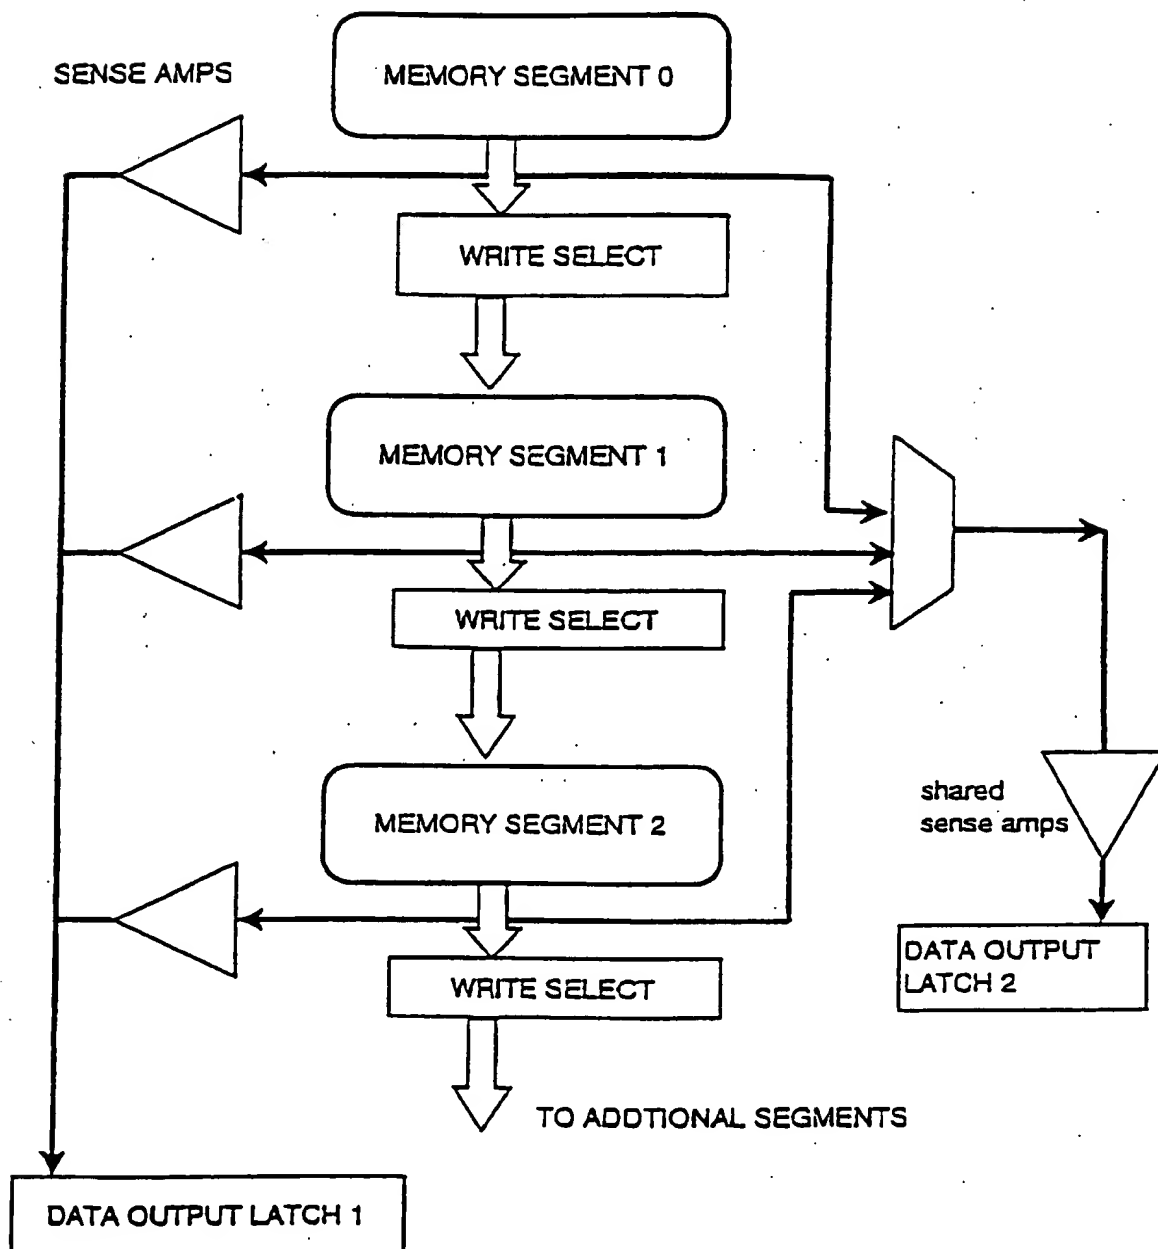 MEMORY SEGMENT 0
SENSE AMPS
WRITE SELECT
MEMORY SEGMENT 1
WRITE SELECT
MEMORY SEGMENT 2
shared
sense amps
DATA OUTPUT
LATCH 2
WRITE SELECT
TO ADDTIONAL SEGMENTS
DATA OUTPUT LATCH 1